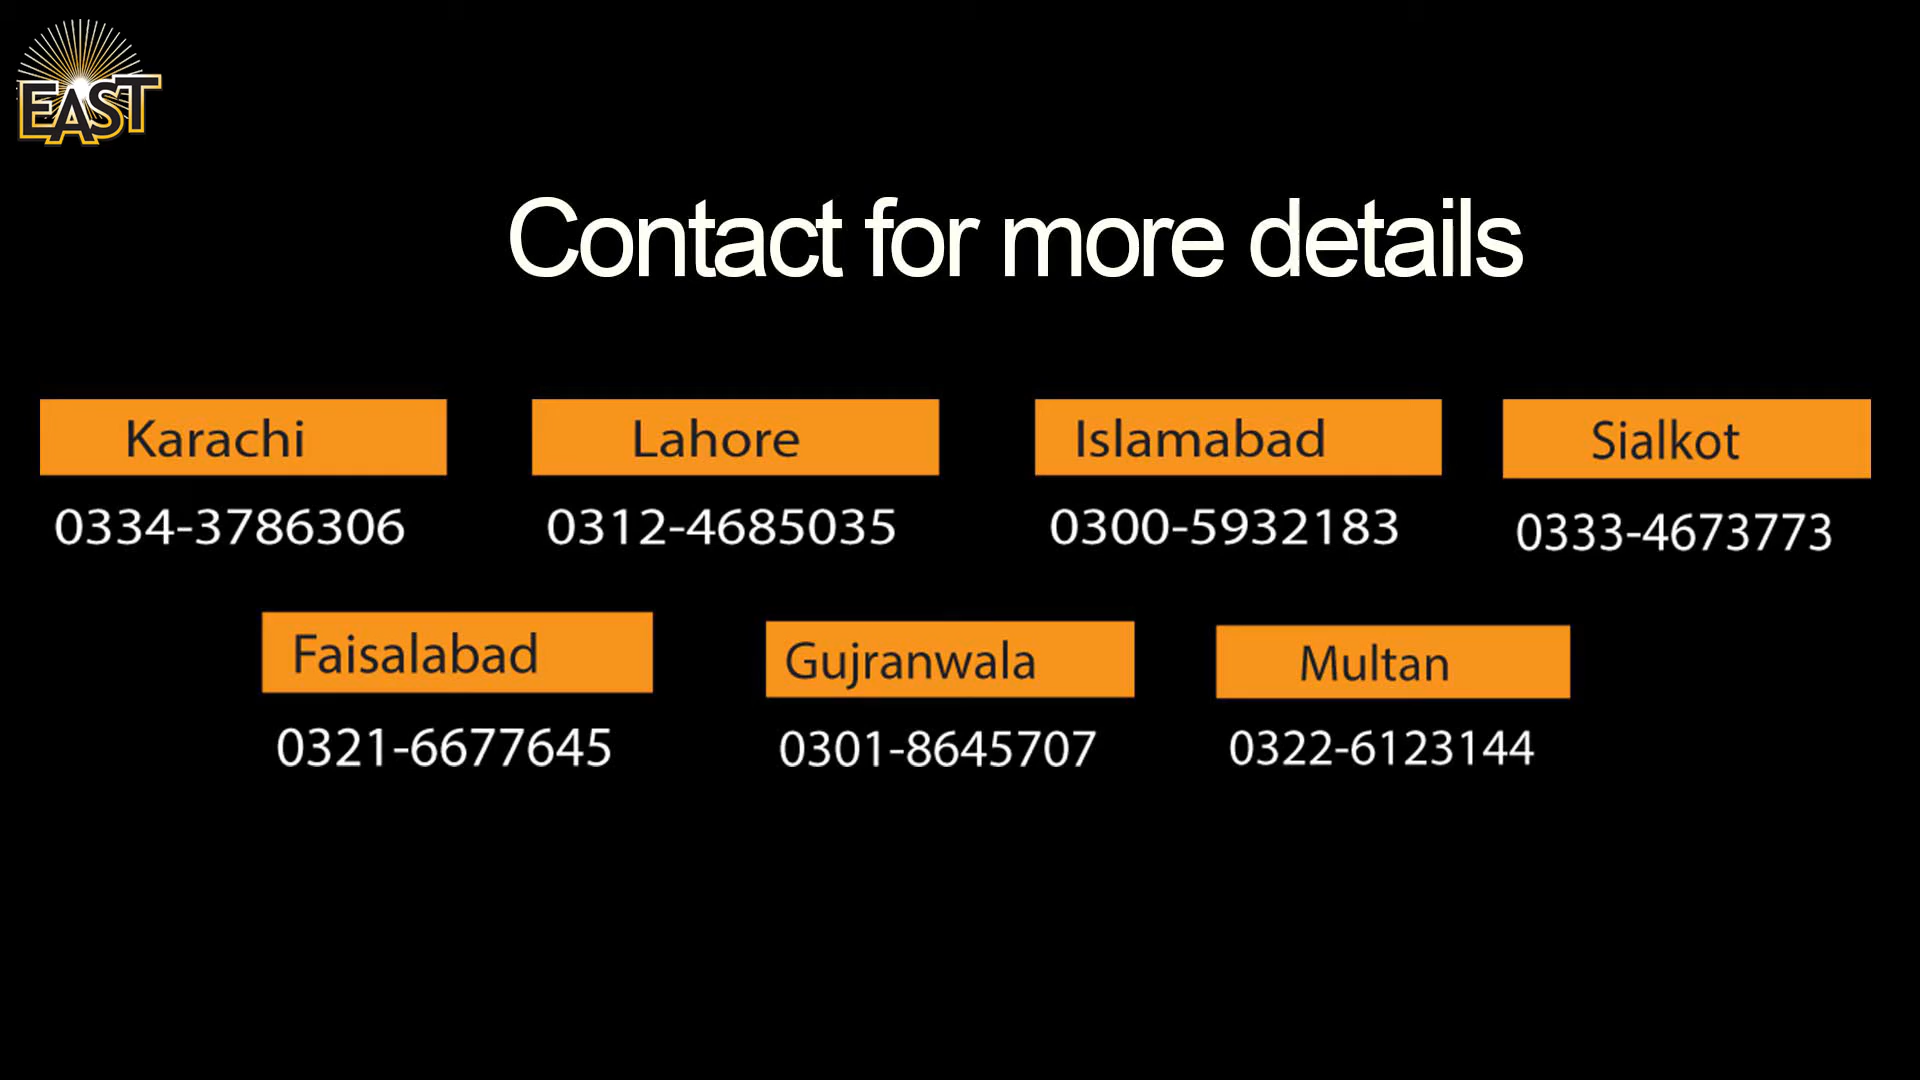 EAST
Contact for more details
Karachi
Lahore
Islamabad
Sialkot
0334-3786306
0312-4685035
0300-5932183
0333-4673773
Faisalabad
Gujranwala
Multan
0321-6677645
0301-8645707
0322-6123144